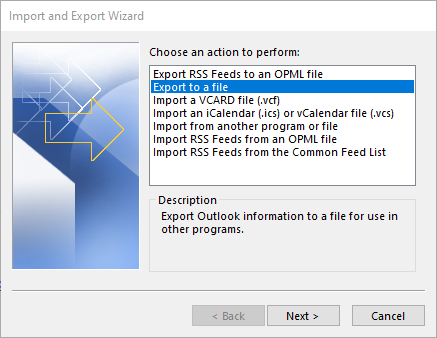 Import and Export Wizard
Choose an action to perform:
Export RSS Feeds to an OPML file
Export to a file
Import a VCARD file (.vcf)
Import an iCalendar (.ics) or vCalendar file (.vcs)
Import from another program or file
Import RSS Feeds from an OPML file
Import RSS Feeds from the Common Feed List
Description
Export Outlook information to a file for use in
other programs.
< Back
Next >
Cancel